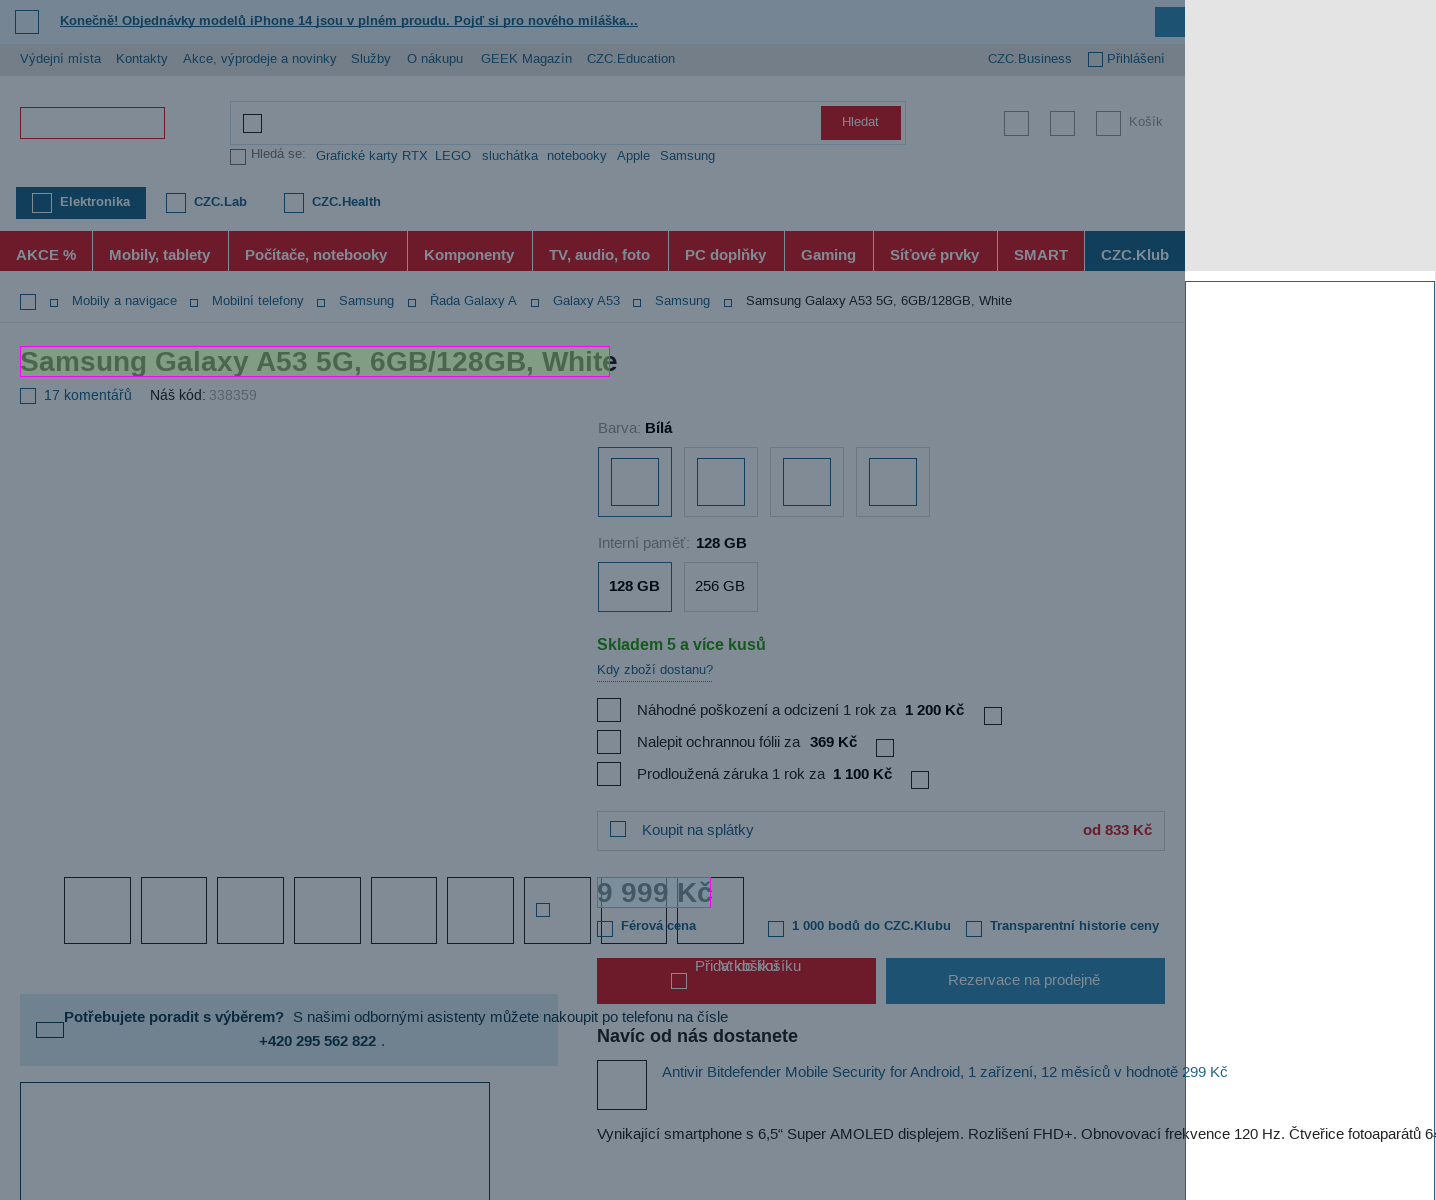 Konečně! Objednávky modelů iPhone 14 jsou v plném proudu. Pojď si pro nového miláška...
Výdejní místa Kontakty Akce, výprodeje a novinky Služby O nákupu GEEK Magazín CZC.Education CZC.Business Přihlášení
Hledat Košík
Hledá se: Grafické karty RTX LEGO sluchátka notebooky Apple Samsung
Elektronika CZC.Lab CZC.Health
AKCE % Mobily, tablety Počítače, notebooky Komponenty TV, audio, foto PC doplňky Gaming Síťové prvky SMART CZC.Klub
Mobily a navigace Mobilní telefony Samsung Řada Galaxy A Galaxy A53 Samsung Samsung Galaxy A53 5G, 6GB/128GB, White
Samsung Galaxy A53 5G, 6GB/128GB, White
17 komentářů Náš kód: 338359
Barva: Bílá
Interní paměť: 128 GB
128 GB 256 GB
Skladem 5 a více kusů
Kdy zboží dostanu?
Náhodné poškození a odcizení 1 rok za 1 200 Kč
Nalepit ochrannou fólii za 369 Kč
Prodloužená záruka 1 rok za 1 100 Kč
Koupit na splátky od 833 Kč
9 999 Kč
Férová cena 1 000 bodů do CZC.Klubu Transparentní historie ceny
Přidat do košíku
V košíku
Rezervace na prodejně
Potřebujete poradit s výběrem? S našimi odbornými asistenty můžete nakoupit po telefonu na čísle
+420 295 562 822 .
Navíc od nás dostanete
Antivir Bitdefender Mobile Security for Android, 1 zařízení, 12 měsíců v hodnotě 299 Kč
Vynikající smartphone s 6,5“ Super AMOLED displejem. Rozlišení FHD+. Obnovovací frekvence 120 Hz. Čtveřice fotoaparátů